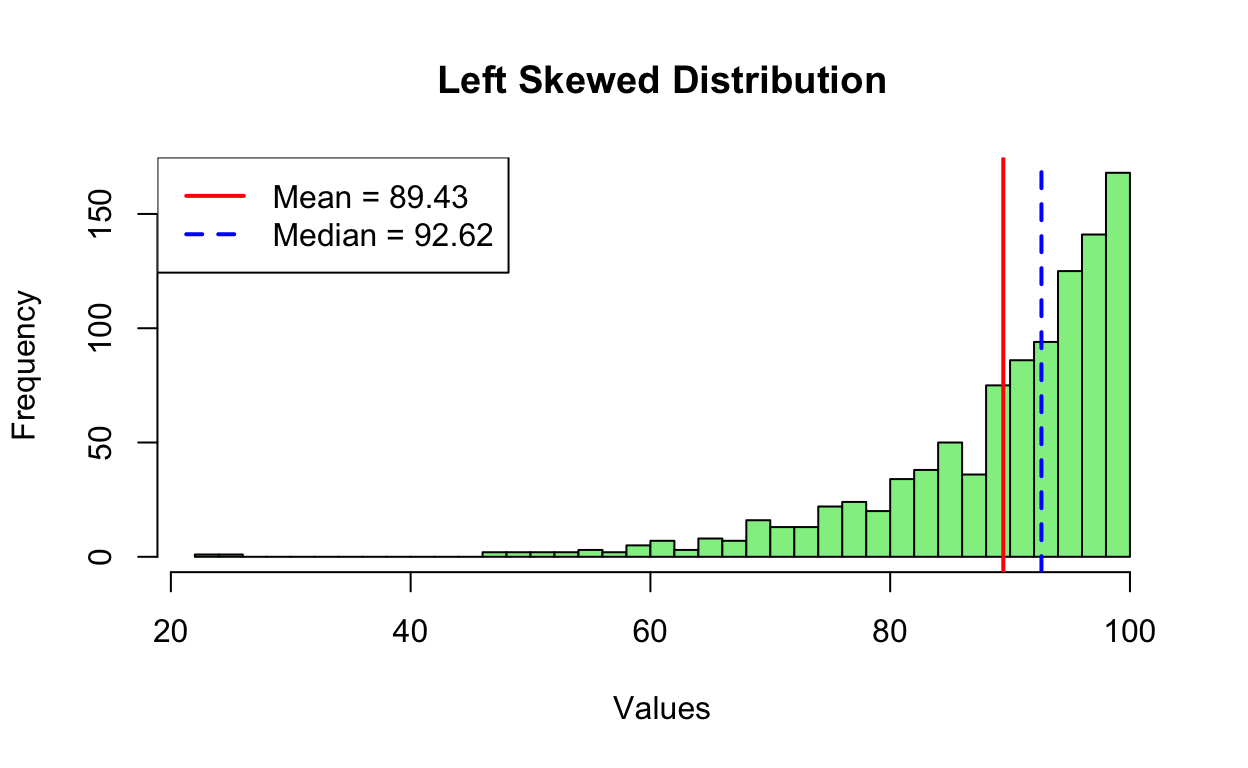 Left Skewed Distribution
Mean = 89.43
Median = 92.62
Frequency
150
100
50
0
20 40 60 80 100
Values